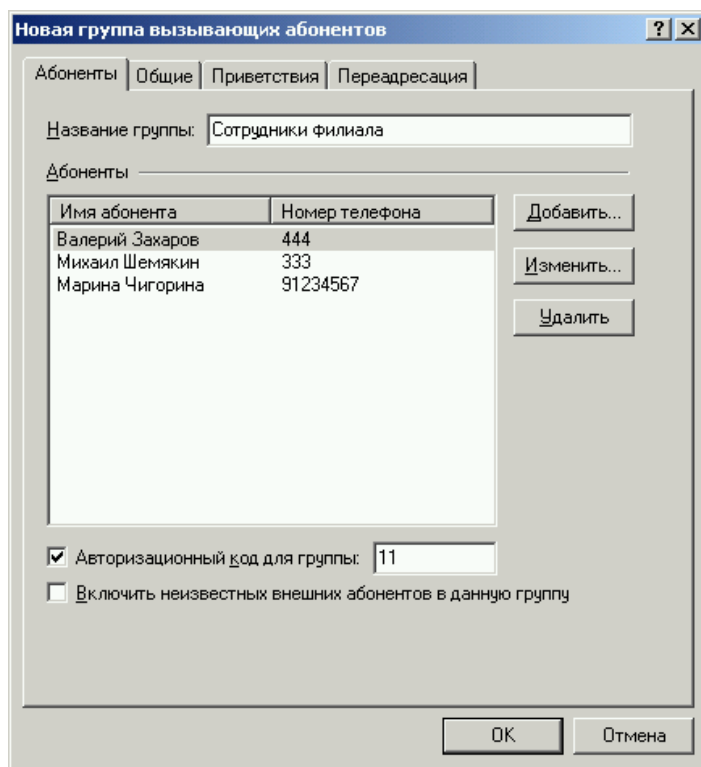 Новая группа вызывающих абонентов
Абоненты Общие Приветствия Переадресация
Название группы: Сотрудники филиала
Абоненты
Имя абонента Номер телефона Добавить...
Валерий Захаров 444
Михаил Шемякин 333 Изменить...
Марина Чигорина 91234567
Удалить
Авторизационный код для группы: 11
Включить неизвестных внешних абонентов в данную группу
OK Отмена